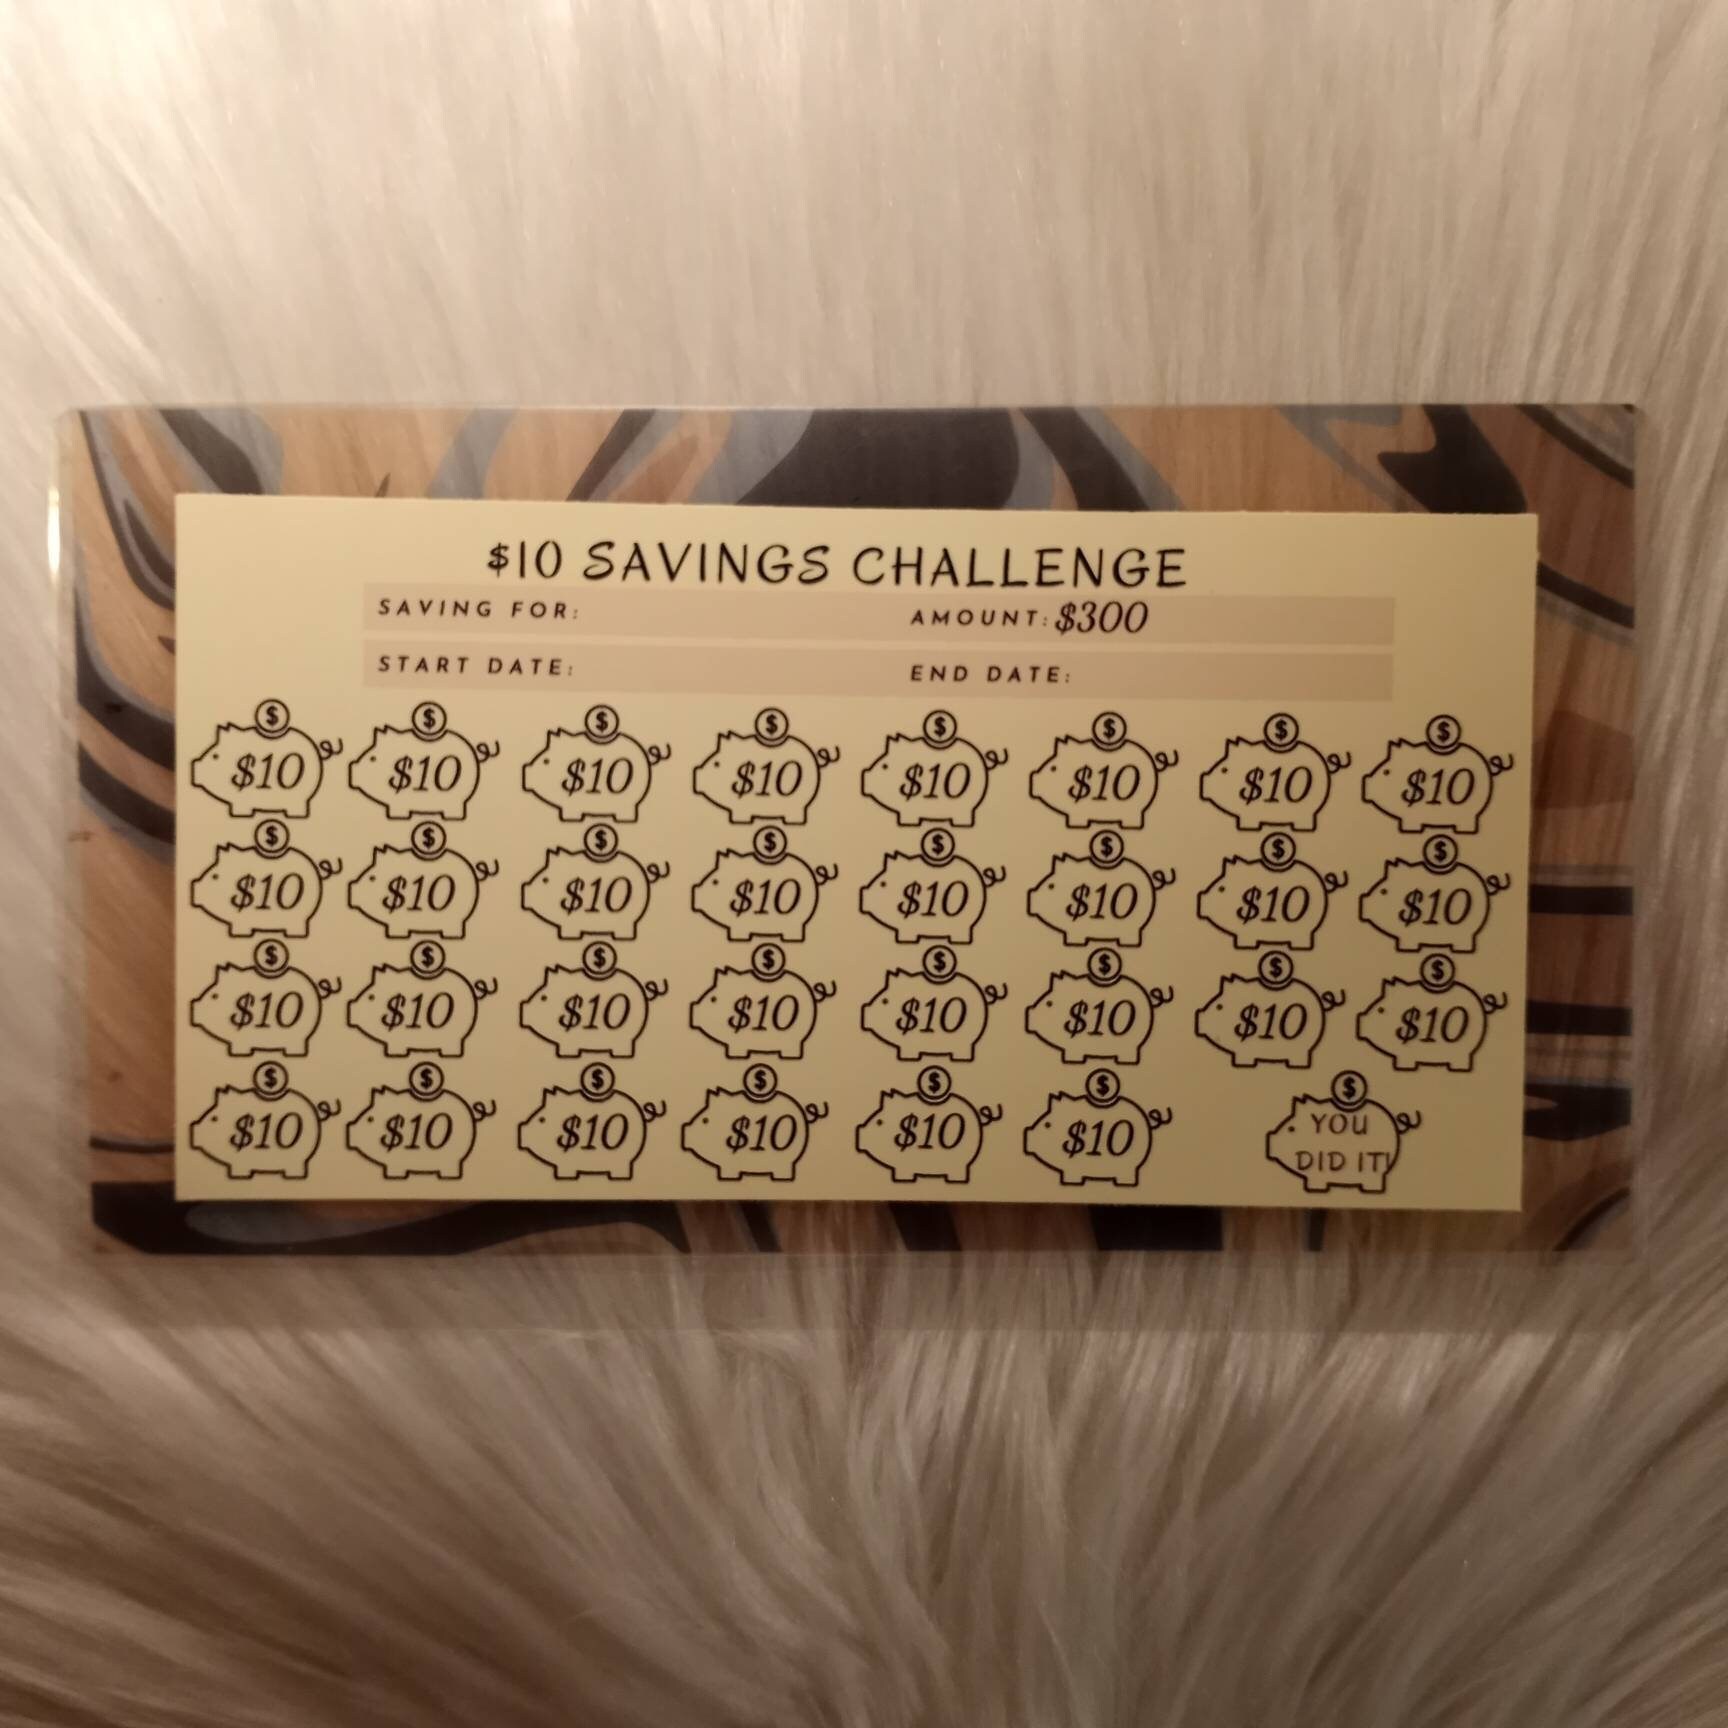 $10 SAVINGS CHALLENGE
SAVING FOR: AMOUNT: $300
START DATE: END DATE:
$ $ $ $ $ $ $ $
$10 $10 $10 $10 $10 $10 $10 $10
$ $ $ $ $ $ $ $
$10 $10 $10 $10 $10 $10 $10 $10
$ $ $ $ $ $ $ $
$10 $10 $10 $10 $10 $10 $10 $10
$ $ $ $ $ $ $
$10 $10 $10 $10 $10 $10 YOU
DID IT!